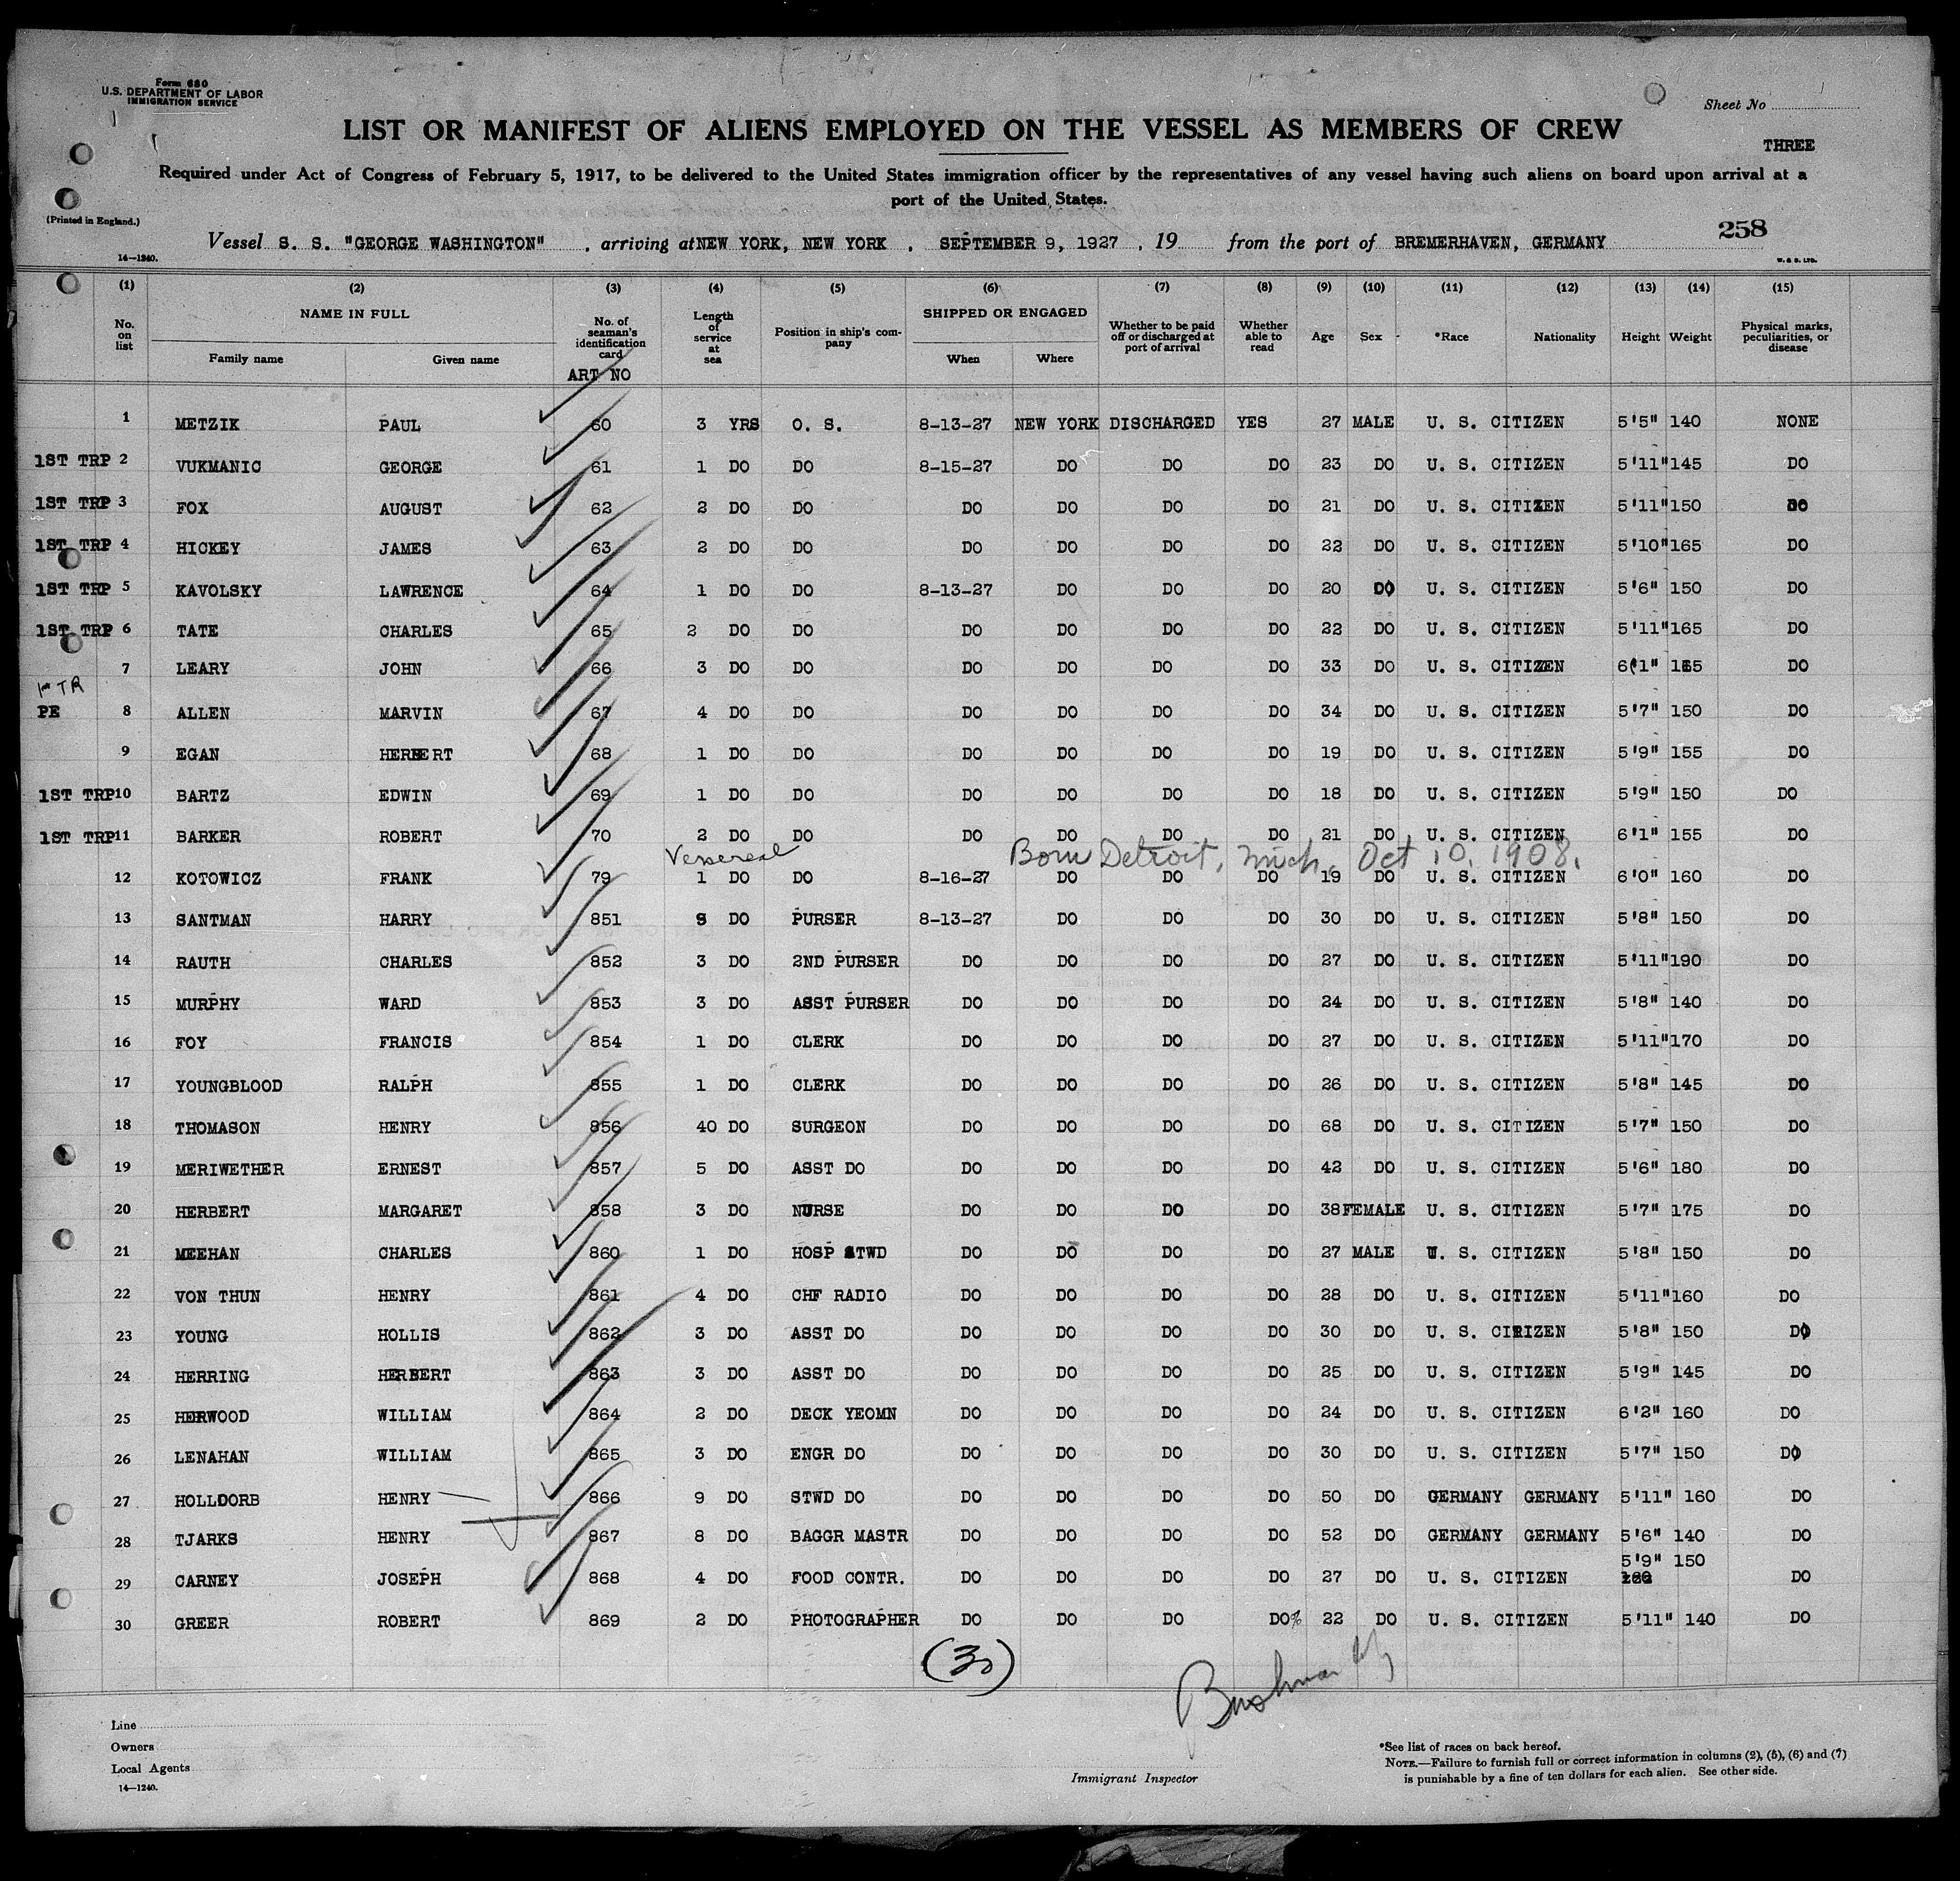 Form 680
U.S. DEPARTMENT OF LABOR
IMMIGRATION SERVICE
Sheet No
LIST OR MANIFEST OF ALIENS EMPLOYED ON THE VESSEL AS MEMBERS OF CREW
THREE
Required under Act of Congress of February 5, 1917, to be delivered to the United States immigration officer by the representatives of any vessel having such aliens on board upon arrival at a
port of the United States.
(Printed in England.)
258
Vessel S. S. "GEORGE WASHINGTON" , arriving at NEW YORK, NEW YORK , SEPTEMBER 9, 1927 , 19 from the port of BREMERHAVEN, GERMANY
14—1240. W. & S. LTD.
(1) (2) (3) (4) (5) (6) (7) (8) (9) (10) (11) (12) (13) (14) (15)
No. on list NAME IN FULL Family name Given name No. of seaman's identification card Length of service at sea Position in ship's company SHIPPED OR ENGAGED When Where Whether to be paid off or discharged at port of arrival Whether able to read Age Sex *Race Nationality Height Weight Physical marks, peculiarities, or disease
ART NO
1 METZIK PAUL 60 3 YRS O. S. 8-13-27 NEW YORK DISCHARGED YES 27 MALE U. S. CITIZEN 5'5" 140 NONE
1ST TRP 2 VUKMANIC GEORGE 61 1 DO DO 8-15-27 DO DO DO 23 DO U. S. CITIZEN 5'11" 145 DO
1ST TRP 3 FOX AUGUST 62 2 DO DO DO DO DO DO 21 DO U. S. CITIZEN 5'11" 150 DO
1ST TRP 4 HICKEY JAMES 63 2 DO DO DO DO DO DO 22 DO U. S. CITIZEN 5'10" 165 DO
1ST TRP 5 KAVOLSKY LAWRENCE 64 1 DO DO 8-13-27 DO DO DO 20 DO U. S. CITIZEN 5'6" 150 DO
1ST TRP 6 TATE CHARLES 65 2 DO DO DO DO DO DO 22 DO U. S. CITIZEN 5'11" 165 DO
7 LEARY JOHN 66 3 DO DO DO DO DO DO 33 DO U. S. CITIZEN 6'1" 165 DO
1st TR
PE 8 ALLEN MARVIN 67 4 DO DO DO DO DO DO 34 DO U. S. CITIZEN 5'7" 150 DO
9 EGAN HERBERT 68 1 DO DO DO DO DO DO 19 DO U. S. CITIZEN 5'9" 155 DO
1ST TRP 10 BARTZ EDWIN 69 1 DO DO DO DO DO DO 18 DO U. S. CITIZEN 5'9" 150 DO
1ST TRP 11 BARKER ROBERT 70 2 DO DO DO DO DO DO 21 DO U. S. CITIZEN 6'1" 155 DO
Venereal Born Detroit, Mich. Oct 10, 1908.
12 KOTOWICZ FRANK 79 1 DO DO 8-16-27 DO DO DO 19 DO U. S. CITIZEN 6'0" 160 DO
13 SANTMAN HARRY 851 DO PURSER 8-13-27 DO DO DO 30 DO U. S. CITIZEN 5'8" 150 DO
14 RAUTH CHARLES 852 3 DO 2ND PURSER DO DO DO DO 27 DO U. S. CITIZEN 5'11" 190 DO
15 MURPHY WARD 853 3 DO ASST PURSER DO DO DO DO 24 DO U. S. CITIZEN 5'8" 140 DO
16 FOY FRANCIS 854 1 DO CLERK DO DO DO DO 27 DO U. S. CITIZEN 5'11" 170 DO
17 YOUNGBLOOD RALPH 855 1 DO CLERK DO DO DO DO 26 DO U. S. CITIZEN 5'8" 145 DO
18 THOMASON HENRY 856 40 DO SURGEON DO DO DO DO 68 DO U. S. CITIZEN 5'7" 150 DO
19 MERIWETHER ERNEST 857 5 DO ASST DO DO DO DO DO 42 DO U. S. CITIZEN 5'6" 180 DO
20 HERBERT MARGARET 858 3 DO NURSE DO DO DO DO 38 FEMALE U. S. CITIZEN 5'7" 175 DO
21 MEEHAN CHARLES 860 1 DO HOSP STWD DO DO DO DO 27 MALE U. S. CITIZEN 5'8" 150 DO
22 VON THUN HENRY 861 4 DO CHF RADIO DO DO DO DO 28 DO U. S. CITIZEN 5'11" 160 DO
23 YOUNG HOLLIS 862 3 DO ASST DO DO DO DO DO 30 DO U. S. CITIZEN 5'8" 150 DO
24 HERRING HERBERT 863 3 DO ASST DO DO DO DO DO 25 DO U. S. CITIZEN 5'9" 145 DO
25 HERWOOD WILLIAM 864 2 DO DECK YEOMN DO DO DO DO 24 DO U. S. CITIZEN 6'2" 160 DO
26 LENAHAN WILLIAM 865 3 DO ENGR DO DO DO DO DO 30 DO U. S. CITIZEN 5'7" 150 DO
27 HOLLDORB HENRY 866 9 DO STWD DO DO DO DO DO 50 DO GERMANY GERMANY 5'11" 160 DO
28 TJARKS HENRY 867 8 DO BAGGR MASTR DO DO DO DO 52 DO GERMANY GERMANY 5'6" 140 DO
5'9" 150
29 CARNEY JOSEPH 868 4 DO FOOD CONTR. DO DO DO DO 27 DO U. S. CITIZEN DO
30 GREER ROBERT 869 2 DO PHOTOGRAPHER DO DO DO DO% 22 DO U. S. CITIZEN 5'11" 140 DO
(30)
Line
Owners
Local Agents
14—1240.
Immigrant Inspector
*See list of races on back hereof.
NOTE.—Failure to furnish full or correct information in columns (2), (5), (6) and (7)
is punishable by a fine of ten dollars for each alien. See other side.